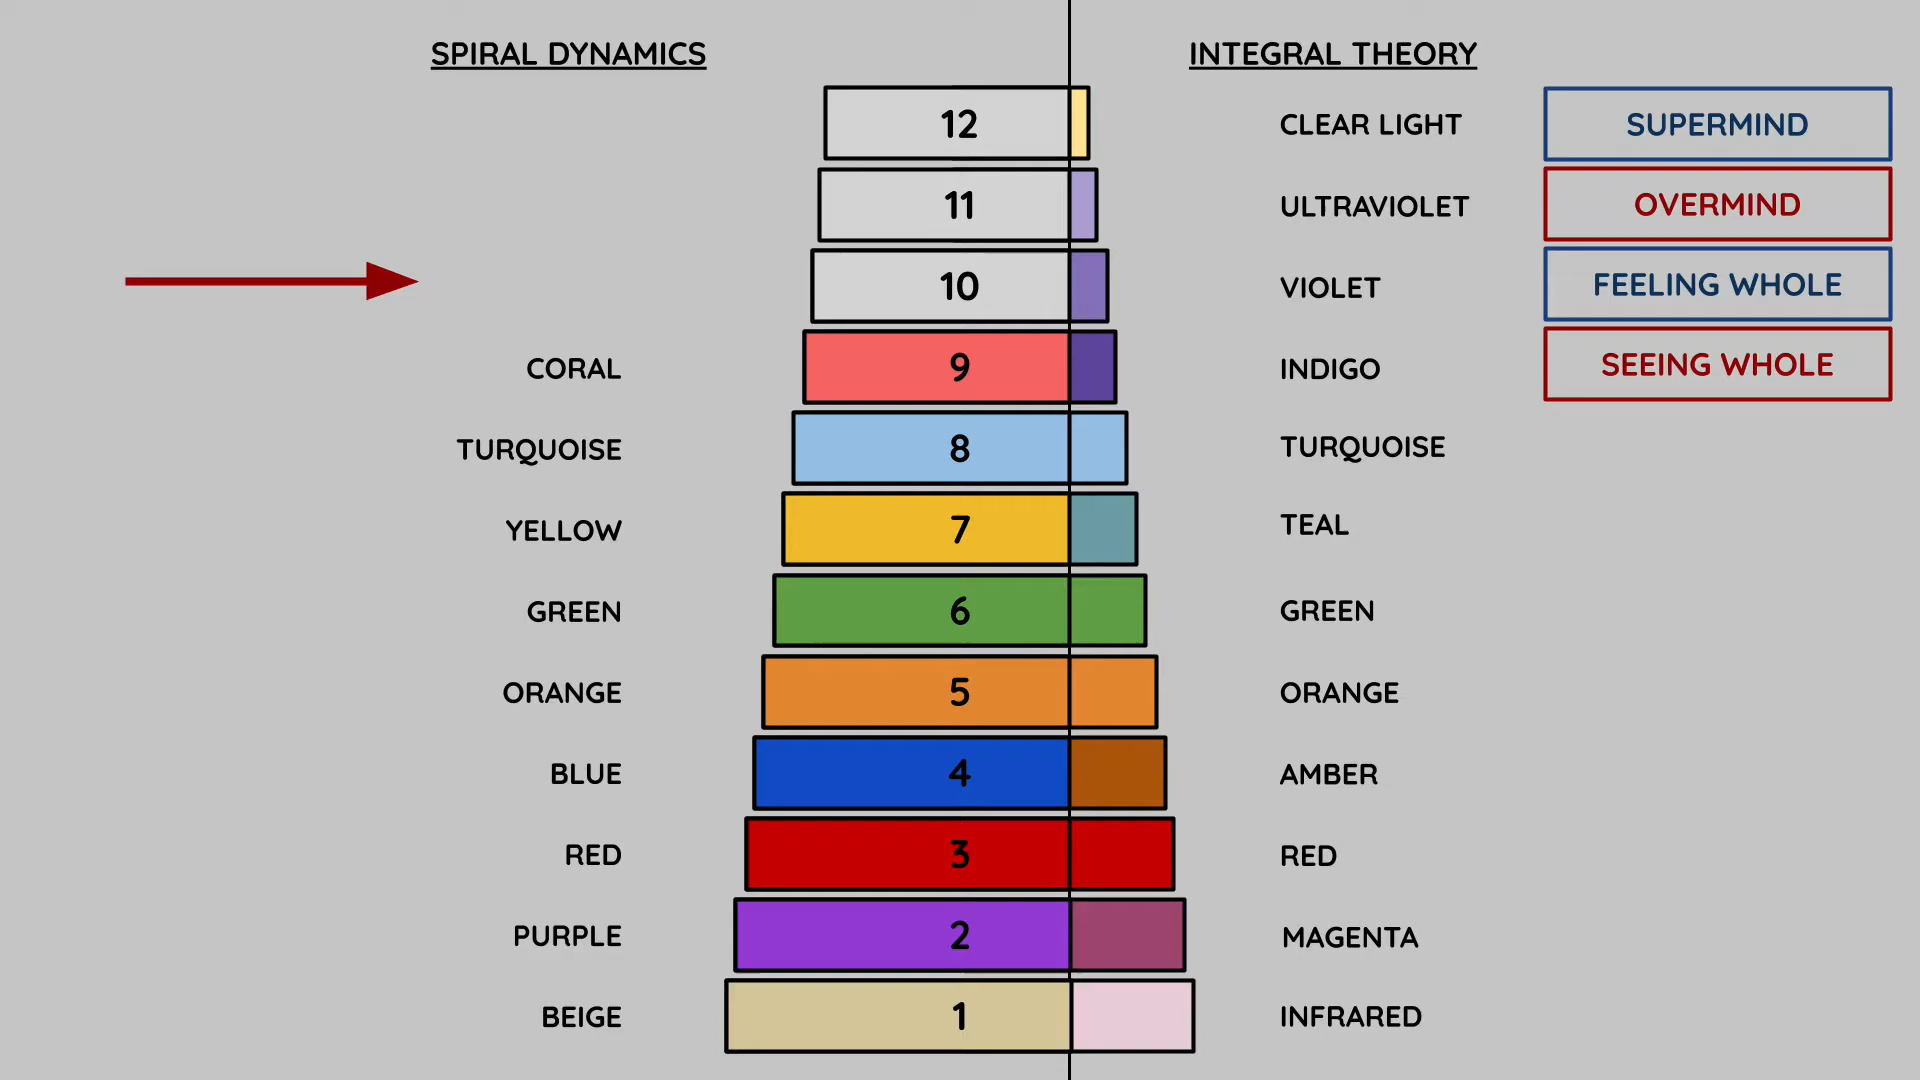 SPIRAL DYNAMICS INTEGRAL THEORY
12 CLEAR LIGHT SUPERMIND
11 ULTRAVIOLET OVERMIND
10 VIOLET FEELING WHOLE
CORAL 9 INDIGO SEEING WHOLE
TURQUOISE 8 TURQUOISE
YELLOW 7 TEAL
GREEN 6 GREEN
ORANGE 5 ORANGE
BLUE 4 AMBER
RED 3 RED
PURPLE 2 MAGENTA
BEIGE 1 INFRARED